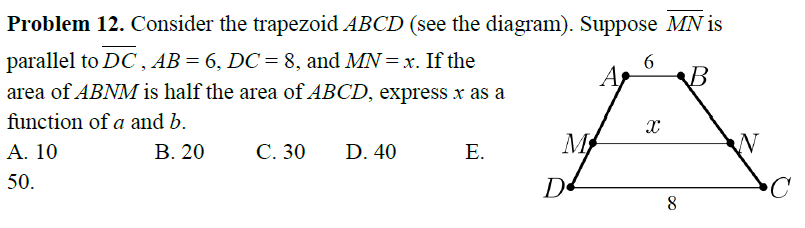 Problem 12. Consider the trapezoid ABCD (see the diagram). Suppose MN is
parallel to DC , AB = 6, DC = 8, and MN = x. If the
area of ABNM is half the area of ABCD, express x as a
function of a and b.
A. 10 B. 20 C. 30 D. 40 E.
50.
6
A B
x
M N
D C
8